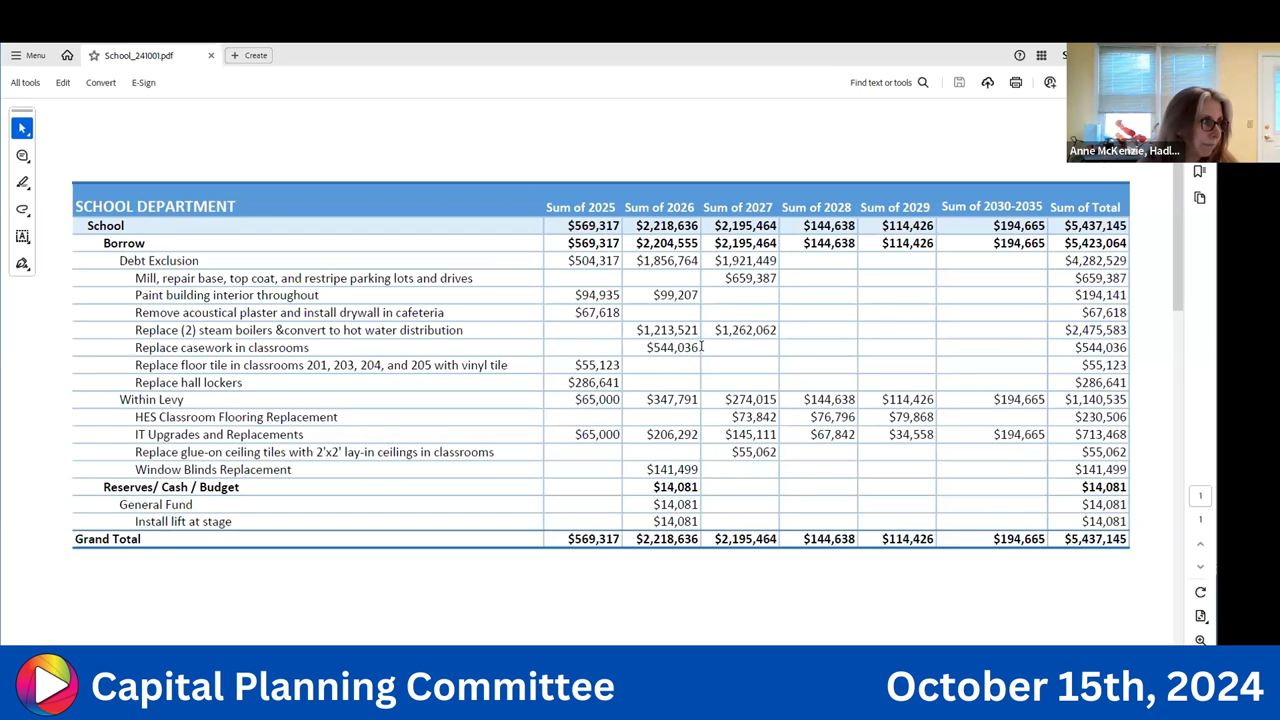 Menu School_241001.pdf Create
All tools Edit Convert E-Sign Find text or tools
Anne McKenzie, Hadl...
SCHOOL DEPARTMENT Sum of 2025 Sum of 2026 Sum of 2027 Sum of 2028 Sum of 2029 Sum of 2030-2035 Sum of Total
School $569,317 $2,218,636 $2,195,464 $144,638 $114,426 $194,665 $5,437,145
Borrow $569,317 $2,204,555 $2,195,464 $144,638 $114,426 $194,665 $5,423,064
Debt Exclusion $504,317 $1,856,764 $1,921,449 $4,282,529
Mill, repair base, top coat, and restripe parking lots and drives $659,387 $659,387
Paint building interior throughout $94,935 $99,207 $194,141
Remove acoustical plaster and install drywall in cafeteria $67,618 $67,618
Replace (2) steam boilers &convert to hot water distribution $1,213,521 $1,262,062 $2,475,583
Replace casework in classrooms $544,036 $544,036
Replace floor tile in classrooms 201, 203, 204, and 205 with vinyl tile $55,123 $55,123
Replace hall lockers $286,641 $286,641
Within Levy $65,000 $347,791 $274,015 $144,638 $114,426 $194,665 $1,140,535
HES Classroom Flooring Replacement $73,842 $76,796 $79,868 $230,506
IT Upgrades and Replacements $65,000 $206,292 $145,111 $67,842 $34,558 $194,665 $713,468
Replace glue-on ceiling tiles with 2'x2' lay-in ceilings in classrooms $55,062 $55,062
Window Blinds Replacement $141,499 $141,499
Reserves/ Cash / Budget $14,081 $14,081
General Fund $14,081 $14,081
Install lift at stage $14,081 $14,081
Grand Total $569,317 $2,218,636 $2,195,464 $144,638 $114,426 $194,665 $5,437,145
1
1
Capital Planning Committee October 15th, 2024